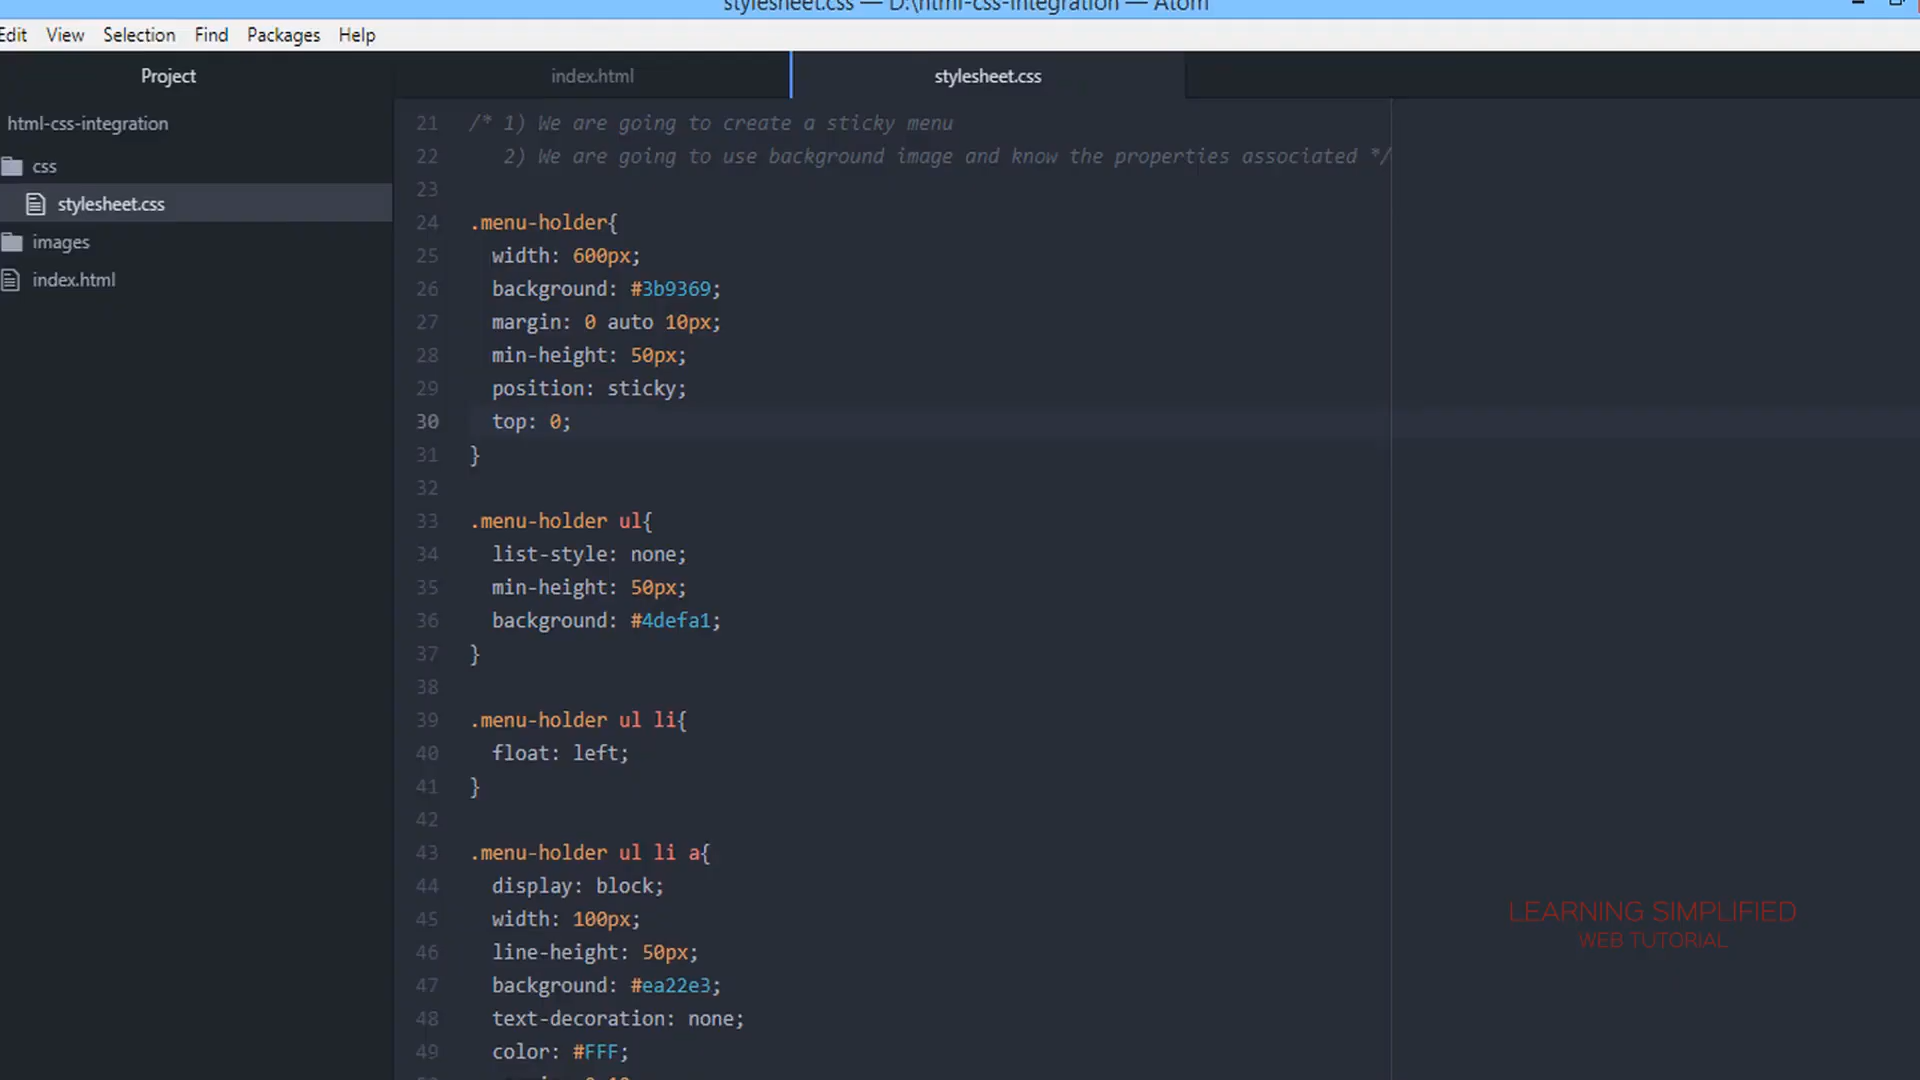 stylesheet.css — D:\html-css-integration — Atom
Edit View Selection Find Packages Help
Project
index.html
stylesheet.css
html-css-integration
css
stylesheet.css
images
index.html
21 /* 1) We are going to create a sticky menu
22 2) We are going to use background image and know the properties associated */
23
24 .menu-holder{
25 width: 600px;
26 background: #3b9369;
27 margin: 0 auto 10px;
28 min-height: 50px;
29 position: sticky;
30 top: 0;
31 }
32
33 .menu-holder ul{
34 list-style: none;
35 min-height: 50px;
36 background: #4defa1;
37 }
38
39 .menu-holder ul li{
40 float: left;
41 }
42
43 .menu-holder ul li a{
44 display: block;
45 width: 100px;
46 line-height: 50px;
47 background: #ea22e3;
48 text-decoration: none;
49 color: #FFF;
LEARNING SIMPLIFIED
WEB TUTORIAL